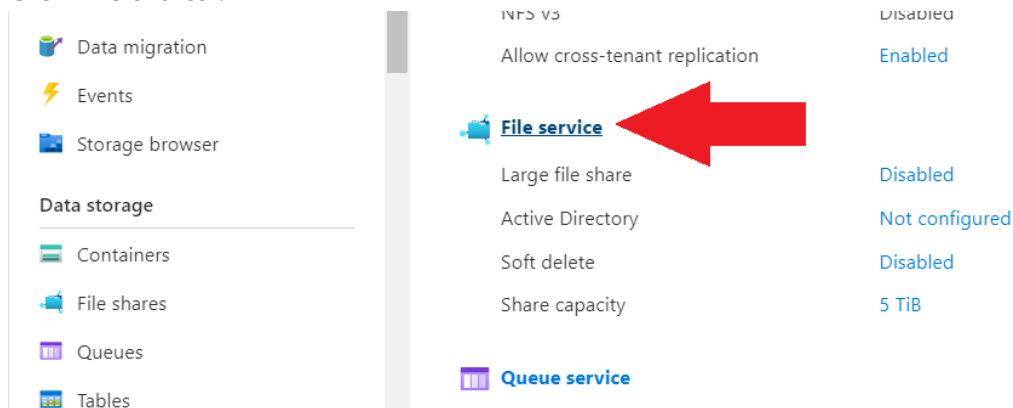 Data migration
Events
Storage browser
Data storage
Containers
File shares
Queues
Tables
NFS v3 Disabled
Allow cross-tenant replication Enabled
File service
Large file share Disabled
Active Directory Not configured
Soft delete Disabled
Share capacity 5 TiB
Queue service